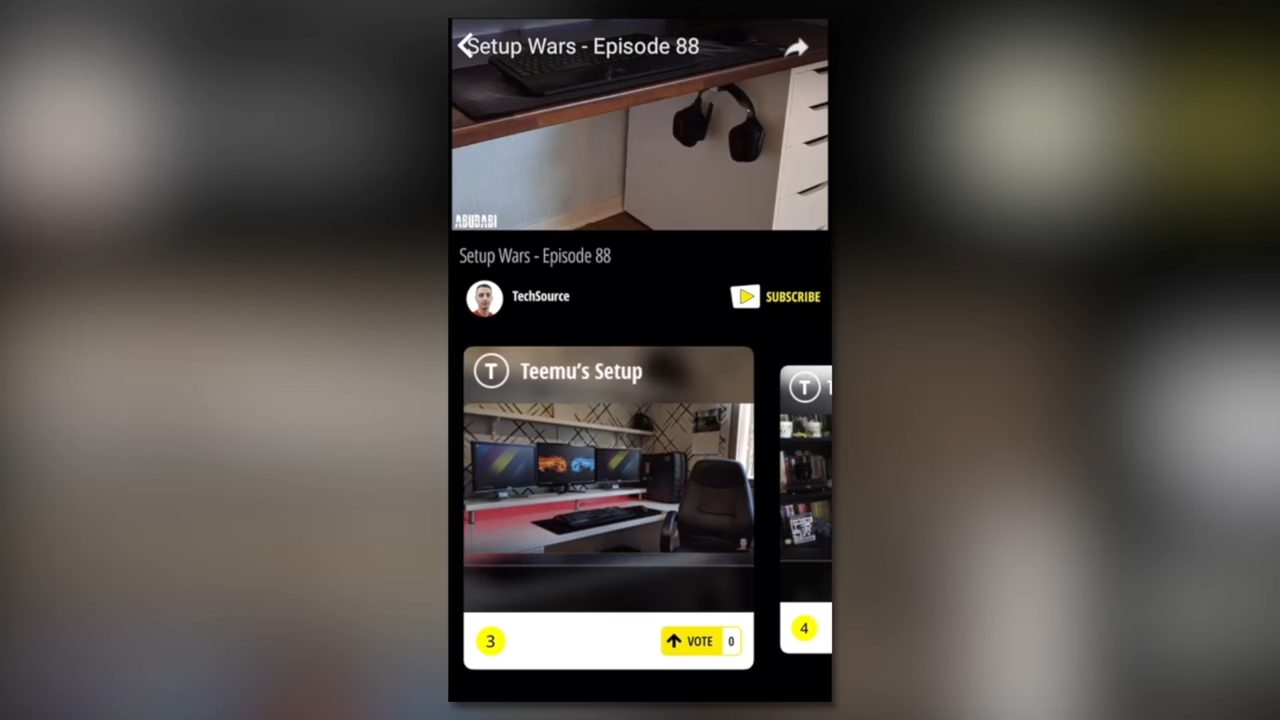 Setup Wars - Episode 88
ABUDABI
Setup Wars - Episode 88
TechSource
SUBSCRIBE
T Teemu's Setup
T
3
VOTE 0
4